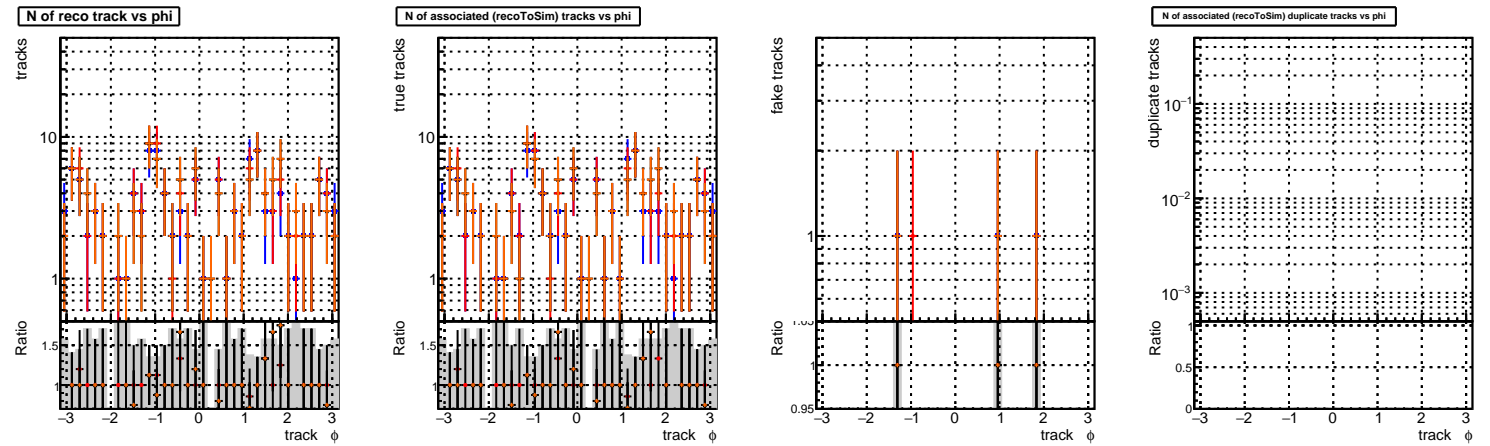 N of reco track vs phi
tracks
10
1
Ratio
1.5
1
−3 −2 −1 0 1 2 3
track ϕ
N of associated (recoToSim) tracks vs phi
true tracks
10
1
Ratio
1.5
1
−3 −2 −1 0 1 2 3
track ϕ
fake tracks
1
Ratio
1.05
1
0.95
−3 −2 −1 0 1 2 3
track ϕ
N of associated (recoToSim) duplicate tracks vs phi
duplicate tracks
10−1
10−2
10−3
Ratio
1
0.5
0
−3 −2 −1 0 1 2 3
track ϕ